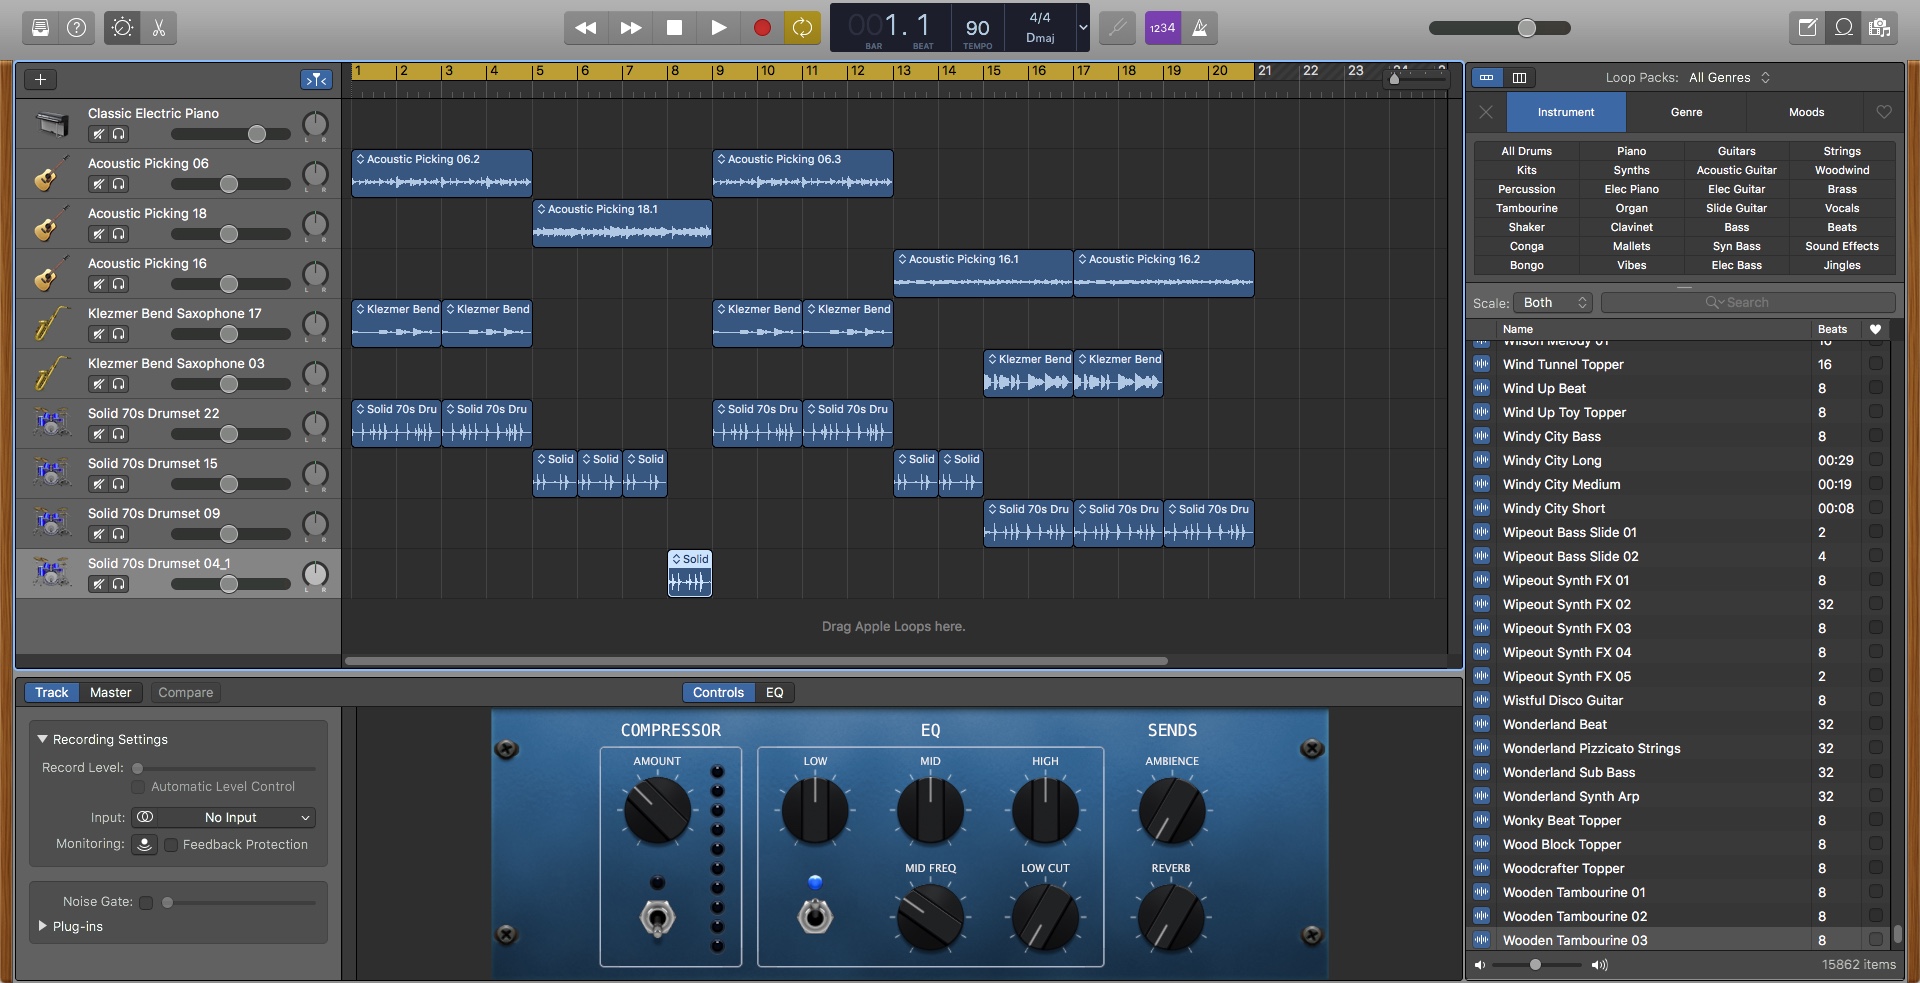 1234
001. 1
BAR BEAT
90
TEMPO
4/4
Dmaj
1 2 3 4 5 6 7 8 9 10 11 12 13 14 15 16 17 18 19 20 21 22 23
Classic Electric Piano
L R
Acoustic Picking 06
L R
Acoustic Picking 06.2
Acoustic Picking 06.3
Acoustic Picking 18
L R
Acoustic Picking 18.1
Acoustic Picking 16
L R
Acoustic Picking 16.1
Acoustic Picking 16.2
Klezmer Bend Saxophone 17
L R
Klezmer Bend
Klezmer Bend
Klezmer Bend
Klezmer Bend
Klezmer Bend Saxophone 03
L R
Klezmer Bend
Klezmer Bend
Solid 70s Drumset 22
L R
Solid 70s Dru
Solid 70s Dru
Solid 70s Dru
Solid 70s Dru
Solid 70s Drumset 15
L R
Solid
Solid
Solid
Solid
Solid
Solid 70s Drumset 09
L R
Solid 70s Dru
Solid 70s Dru
Solid 70s Dru
Solid 70s Drumset 04_1
L R
Solid
Drag Apple Loops here.
Track Master Compare
Controls EQ
Recording Settings
Record Level:
Automatic Level Control
Input: No Input
Monitoring: Feedback Protection
Noise Gate:
Plug-ins
COMPRESSOR
AMOUNT
EQ
LOW MID HIGH
MID FREQ LOW CUT
SENDS
AMBIENCE
REVERB
Loop Packs: All Genres
Instrument Genre Moods
All Drums Piano Guitars Strings
Kits Synths Acoustic Guitar Woodwind
Percussion Elec Piano Elec Guitar Brass
Tambourine Organ Slide Guitar Vocals
Shaker Clavinet Bass Beats
Conga Mallets Syn Bass Sound Effects
Bongo Vibes Elec Bass Jingles
Scale: Both Search
Name Beats
Wilson Melody 01 16
Wind Tunnel Topper 16
Wind Up Beat 8
Wind Up Toy Topper 8
Windy City Bass 8
Windy City Long 00:29
Windy City Medium 00:19
Windy City Short 00:08
Wipeout Bass Slide 01 2
Wipeout Bass Slide 02 4
Wipeout Synth FX 01 8
Wipeout Synth FX 02 32
Wipeout Synth FX 03 8
Wipeout Synth FX 04 8
Wipeout Synth FX 05 2
Wistful Disco Guitar 8
Wonderland Beat 32
Wonderland Pizzicato Strings 32
Wonderland Sub Bass 32
Wonderland Synth Arp 32
Wonky Beat Topper 8
Wood Block Topper 8
Woodcrafter Topper 8
Wooden Tambourine 01 8
Wooden Tambourine 02 8
Wooden Tambourine 03 8
15862 items